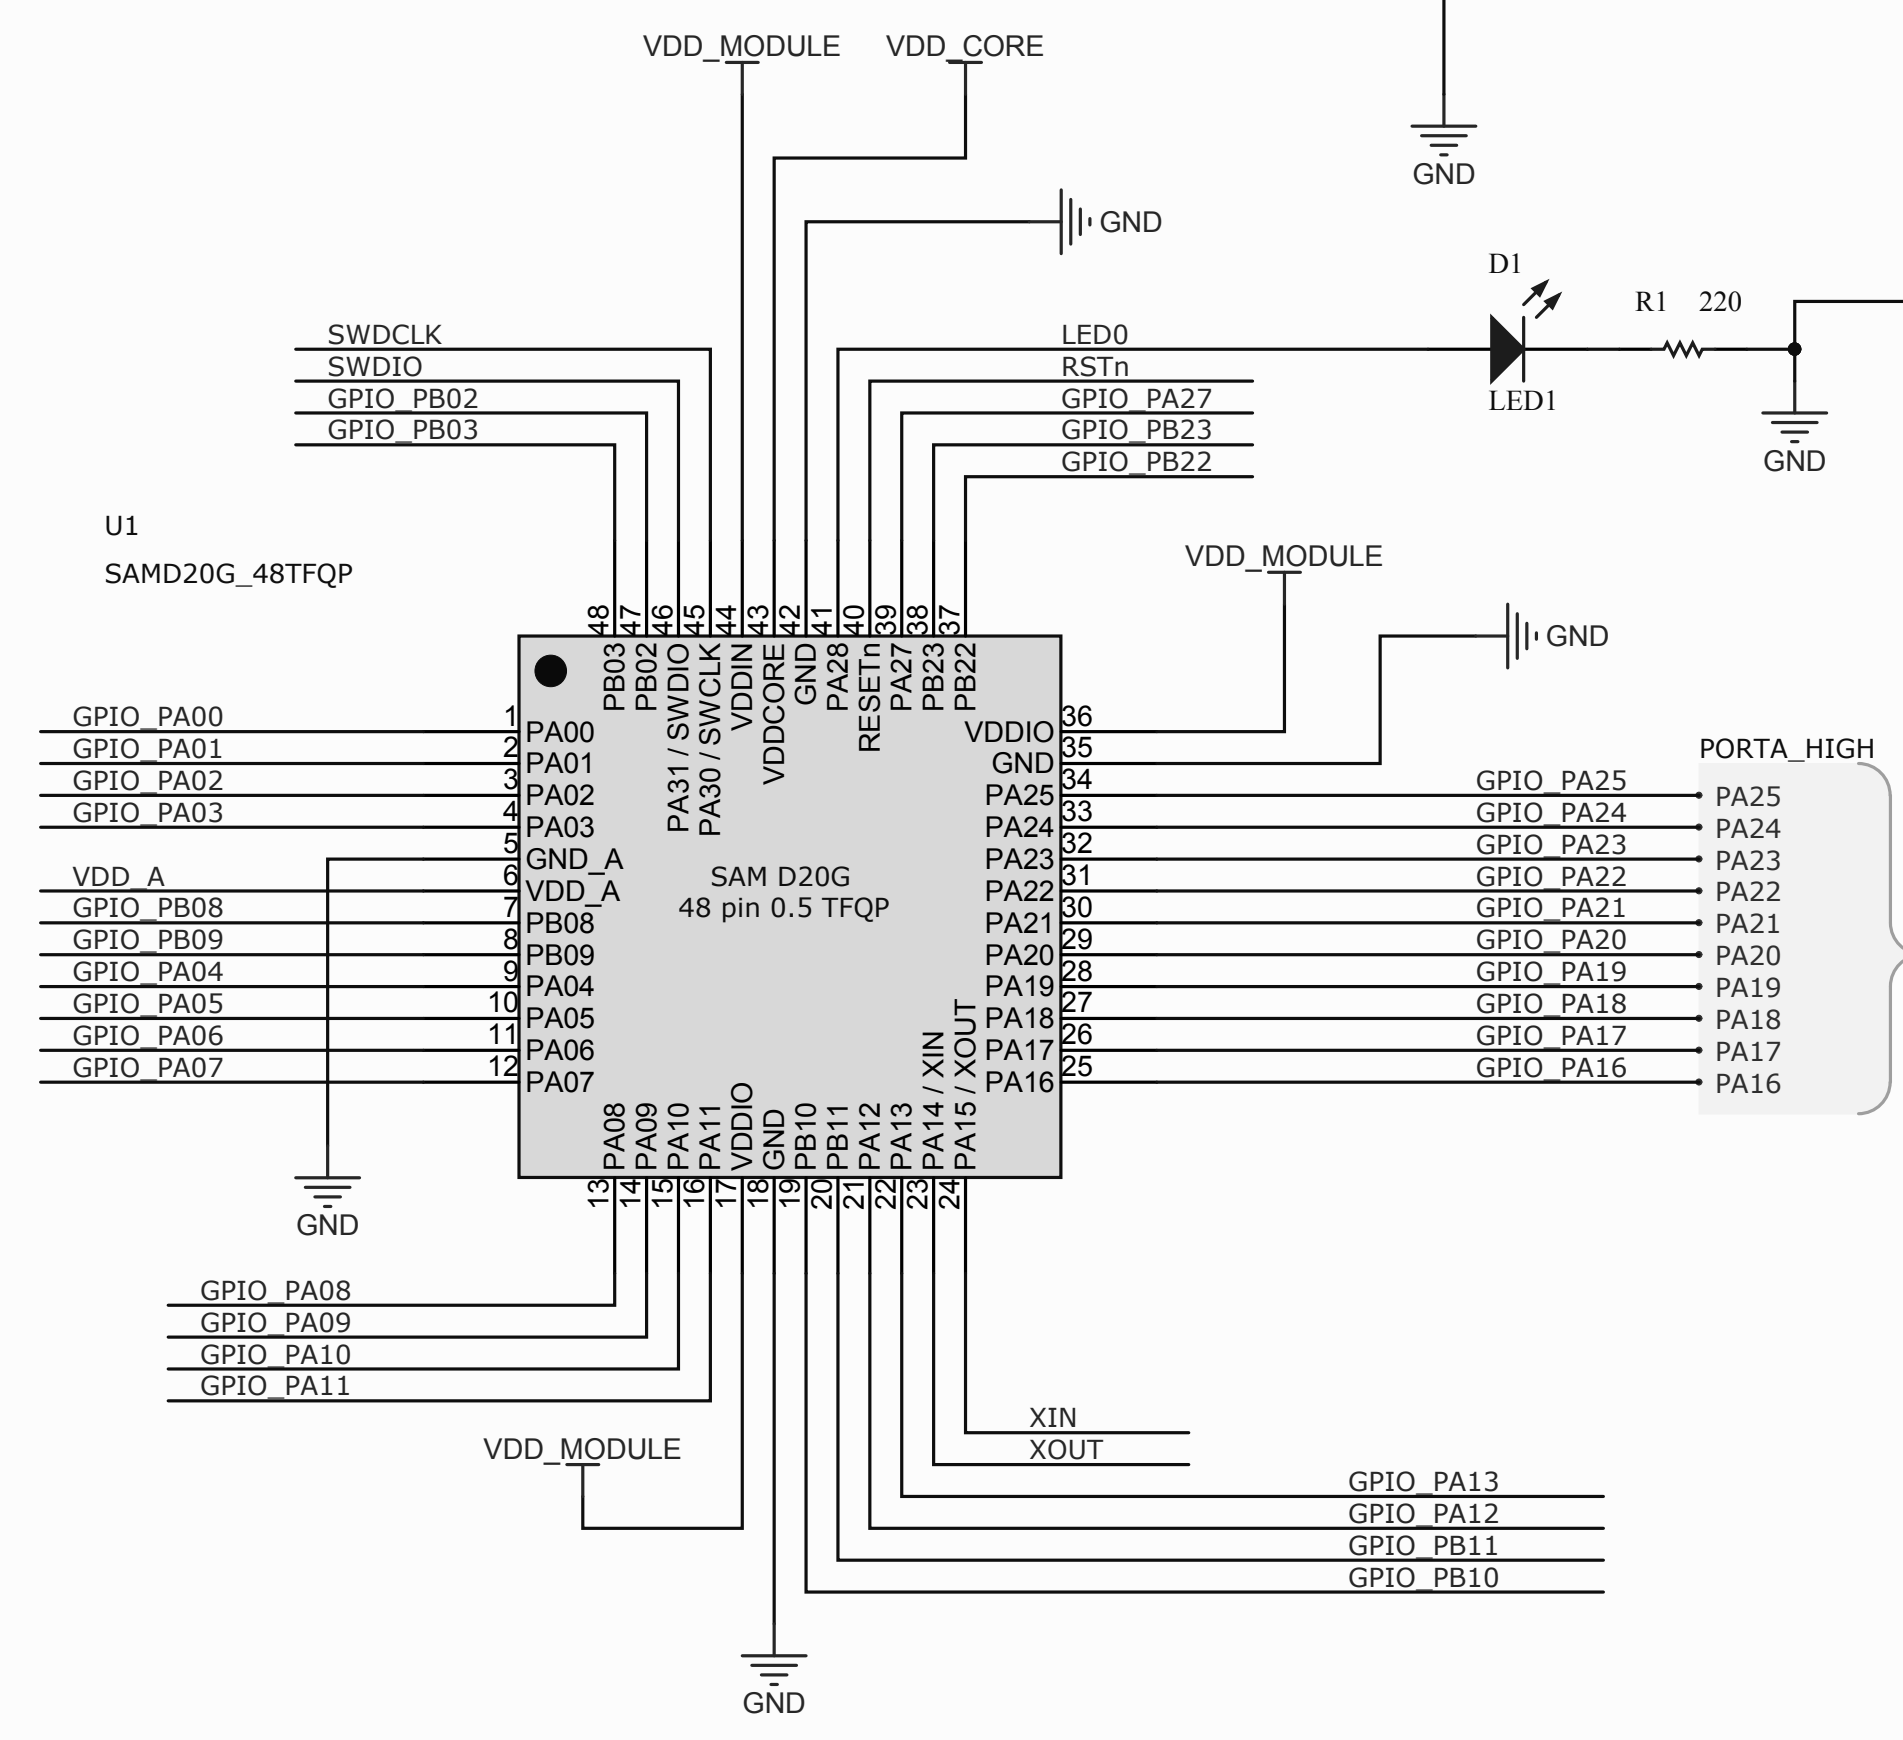 VDD_MODULE VDD_CORE
GND
GND
D1
R1 220
SWDCLK LED0
SWDIO RSTn
GPIO_PB02 GPIO_PA27
LED1
GPIO_PB03 GPIO_PB23
GPIO_PB22
GND
U1
SAMD20G_48TFQP
VDD_MODULE
48 47 46 45 44 43 42 41 40 39 38 37
PB03 PB02 PA31 / SWDIO PA30 / SWCLK VDDIN VDDCORE GND PA28 RESETn PA27 PB23 PB22
GND
GPIO_PA00 1 PA00
GPIO_PA01 2 PA01
GPIO_PA02 3 PA02
GPIO_PA03 4 PA03
5 GND_A
VDD_A 6 VDD_A
GPIO_PB08 7 PB08
GPIO_PB09 8 PB09
GPIO_PA04 9 PA04
GPIO_PA05 10 PA05
GPIO_PA06 11 PA06
GPIO_PA07 12 PA07
SAM D20G
48 pin 0.5 TFQP
VDDIO 36
GND 35
PORTA_HIGH
PA25 34 GPIO_PA25 PA25
PA24 33 GPIO_PA24 PA24
PA23 32 GPIO_PA23 PA23
PA22 31 GPIO_PA22 PA22
PA21 30 GPIO_PA21 PA21
PA20 29 GPIO_PA20 PA20
PA19 28 GPIO_PA19 PA19
PA18 27 GPIO_PA18 PA18
PA17 26 GPIO_PA17 PA17
PA16 25 GPIO_PA16 PA16
PA08 PA09 PA10 PA11 VDDIO GND PB10 PB11 PA12 PA13 PA14 / XIN PA15 / XOUT
13 14 15 16 17 18 19 20 21 22 23 24
GND
GPIO_PA08
GPIO_PA09
GPIO_PA10
GPIO_PA11
XIN
VDD_MODULE XOUT
GPIO_PA13
GPIO_PA12
GPIO_PB11
GPIO_PB10
GND